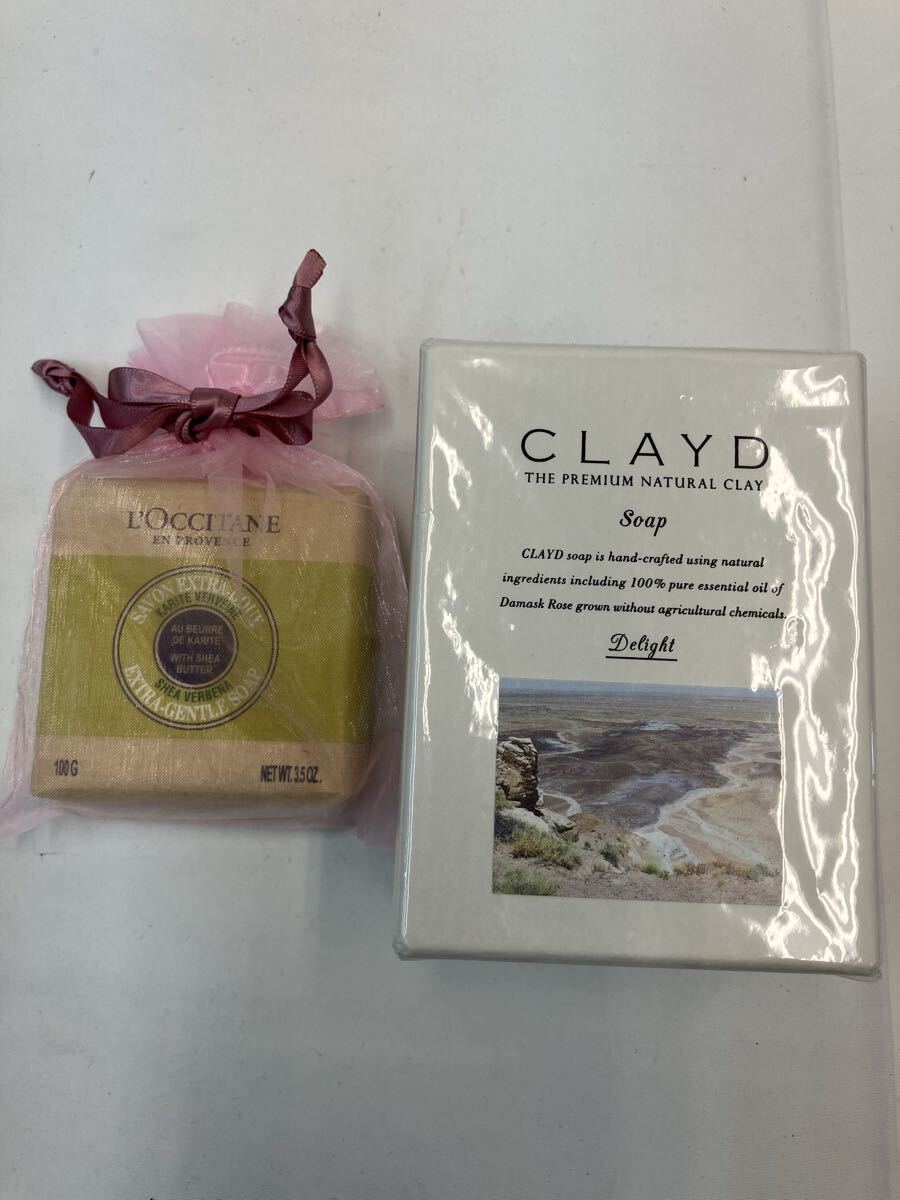 L'OCCITANE
EN PROVENCE
SAVON EXTRA-DOUX
KARITÉ VERVEINE
AU BEURRE
DE KARITÉ
WITH SHEA
BUTTER
SHEA VERBENA
EXTRA-GENTLE SOAP
100 G
NET WT. 3.5 OZ.
CLAYD
THE PREMIUM NATURAL CLAY
Soap
CLAYD soap is hand-crafted using natural
ingredients including 100% pure essential oil of
Damask Rose grown without agricultural chemicals.
Delight